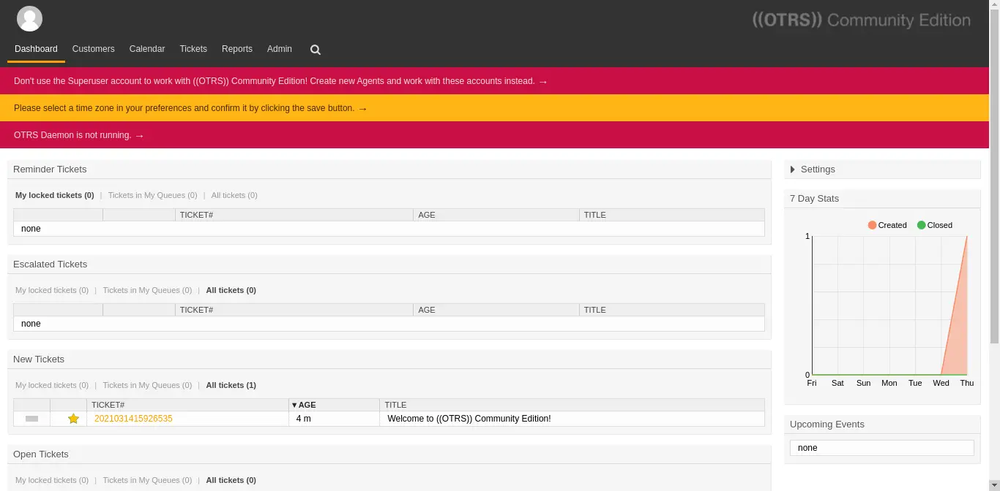 ((OTRS)) Community Edition
Dashboard Customers Calendar Tickets Reports Admin
Don't use the Superuser account to work with ((OTRS)) Community Edition! Create new Agents and work with these accounts instead. →
Please select a time zone in your preferences and confirm it by clicking the save button. →
OTRS Daemon is not running. →
Reminder Tickets
My locked tickets (0) | Tickets in My Queues (0) | All tickets (0)
TICKET# AGE TITLE
none
Escalated Tickets
My locked tickets (0) | Tickets in My Queues (0) | All tickets (0)
TICKET# AGE TITLE
none
New Tickets
My locked tickets (0) | Tickets in My Queues (0) | All tickets (1)
TICKET# ▼ AGE TITLE
2021031415926535 4 m Welcome to ((OTRS)) Community Edition!
Open Tickets
My locked tickets (0) | Tickets in My Queues (0) | All tickets (0)
Settings
7 Day Stats
Created Closed
1
0
Fri Sat Sun Mon Tue Wed Thu
Upcoming Events
none